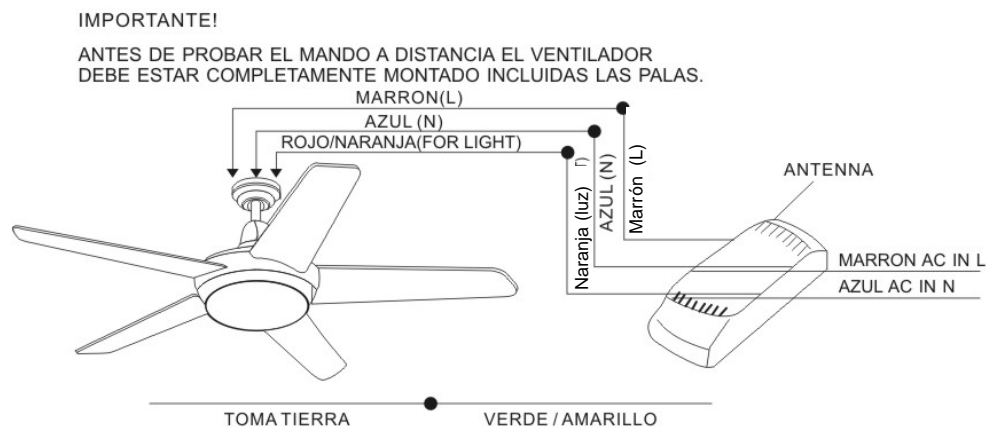 IMPORTANTE!
ANTES DE PROBAR EL MANDO A DISTANCIA EL VENTILADOR
DEBE ESTAR COMPLETAMENTE MONTADO INCLUIDAS LAS PALAS.
MARRON(L)
AZUL (N)
ROJO/NARANJA(FOR LIGHT)
Naranja (luz)
AZUL (N)
Marrón (L)
ANTENNA
MARRON AC IN L
AZUL AC IN N
TOMA TIERRA
VERDE / AMARILLO